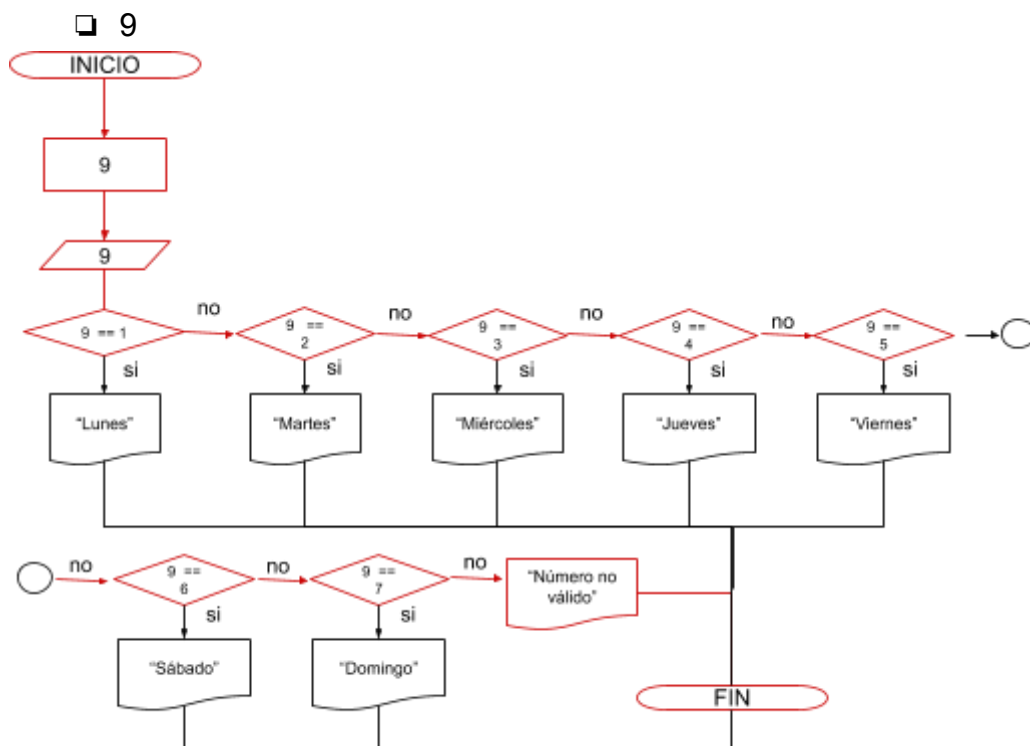 ❑ 9
INICIO
9
9
9 == 1
no
9 ==
2
no
9 ==
3
no
9 ==
4
no
9 ==
5
si
si
si
si
si
“Lunes”
“Martes”
“Miércoles”
“Jueves”
“Viernes”
no
9 ==
6
no
9 ==
7
no
“Número no
válido”
si
si
“Sábado”
“Domingo”
FIN